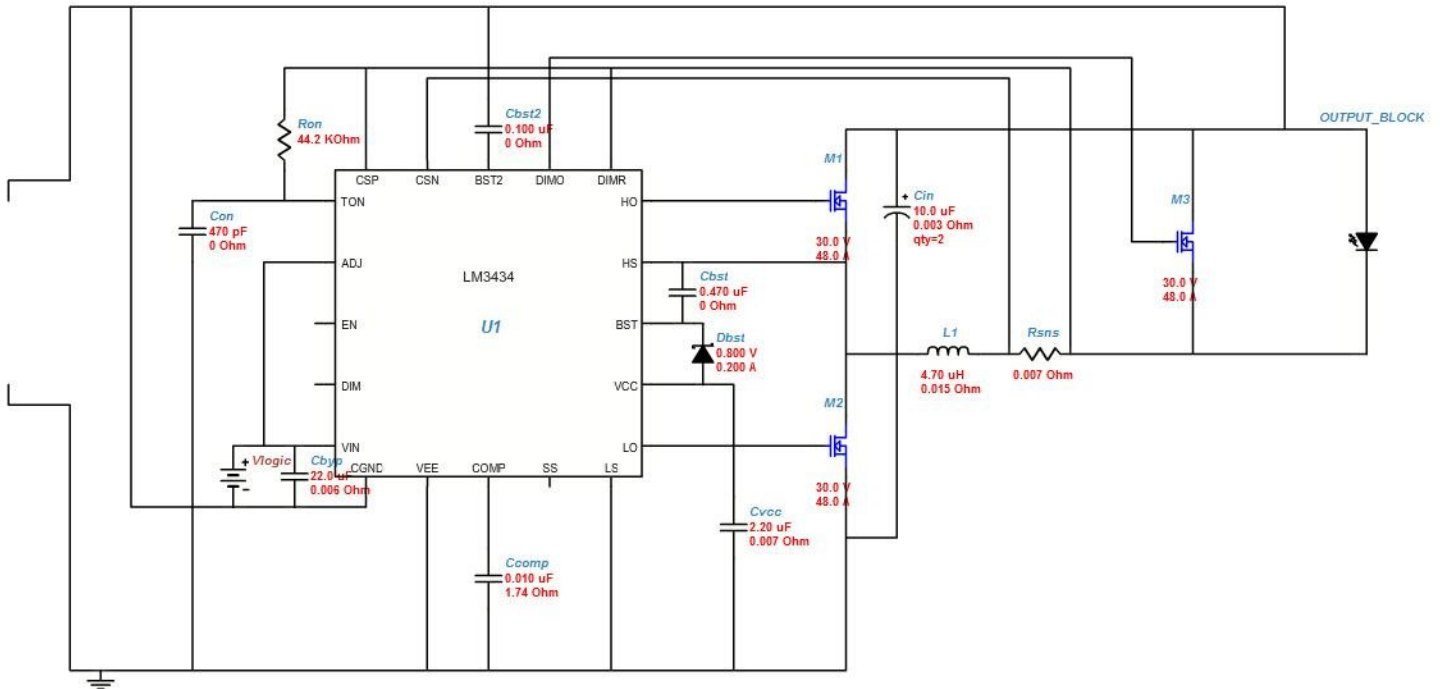 Ron
44.2 KOhm
Cbst2
0.100 uF
0 Ohm
OUTPUT_BLOCK
CSP CSN BST2 DIMO DIMR
TON
ADJ
EN
DIM
VIN
HO
HS
BST
VCC
LO
CGND VEE COMP SS LS
LM3434
U1
Con
470 pF
0 Ohm
M1
30.0 V
48.0 A
+ Cin
10.0 uF
0.003 Ohm
qty=2
M3
30.0 V
48.0 A
Cbst
0.470 uF
0 Ohm
Dbst
0.800 V
0.200 A
L1
4.70 uH
0.015 Ohm
Rsns
0.007 Ohm
M2
30.0 V
48.0 A
+ Vlogic
-
Cbyp
22.0 uF
0.006 Ohm
Cvcc
2.20 uF
0.007 Ohm
Ccomp
0.010 uF
1.74 Ohm